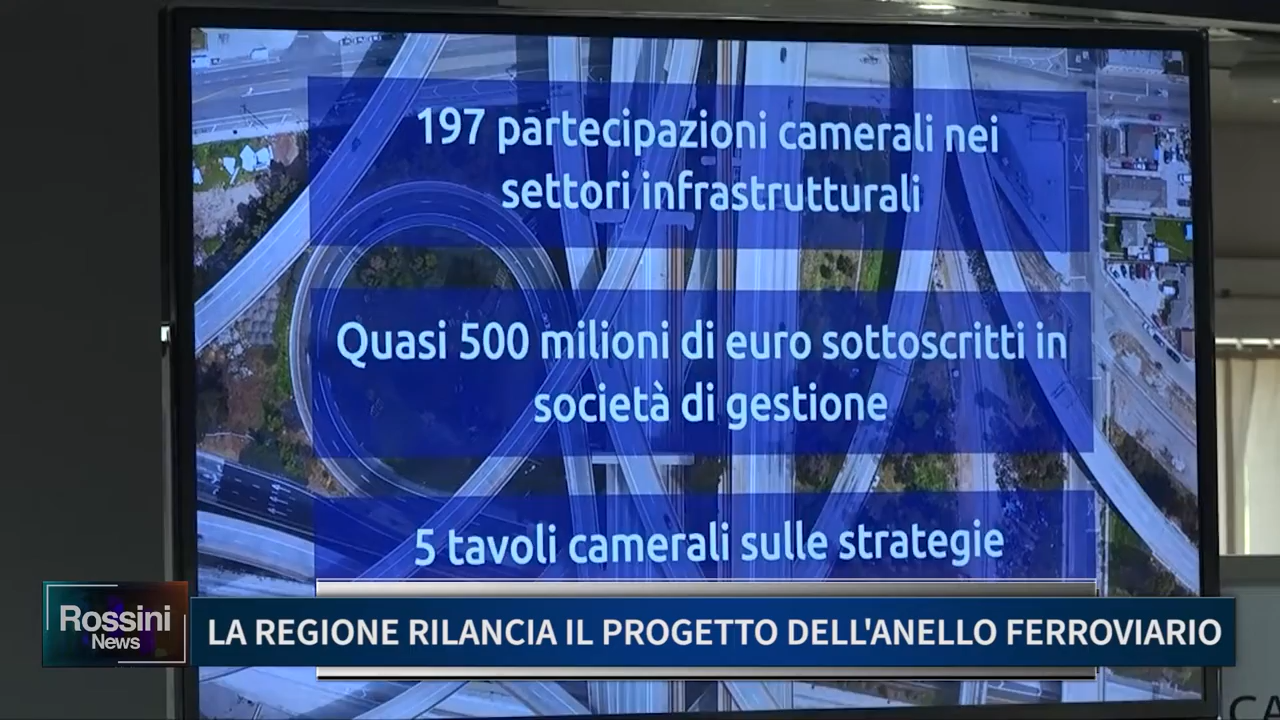 197 partecipazioni camerali nei
settori infrastrutturali
Quasi 500 milioni di euro sottoscritti in
società di gestione
5 tavoli camerali sulle strategie
Rossini
News
LA REGIONE RILANCIA IL PROGETTO DELL'ANELLO FERROVIARIO